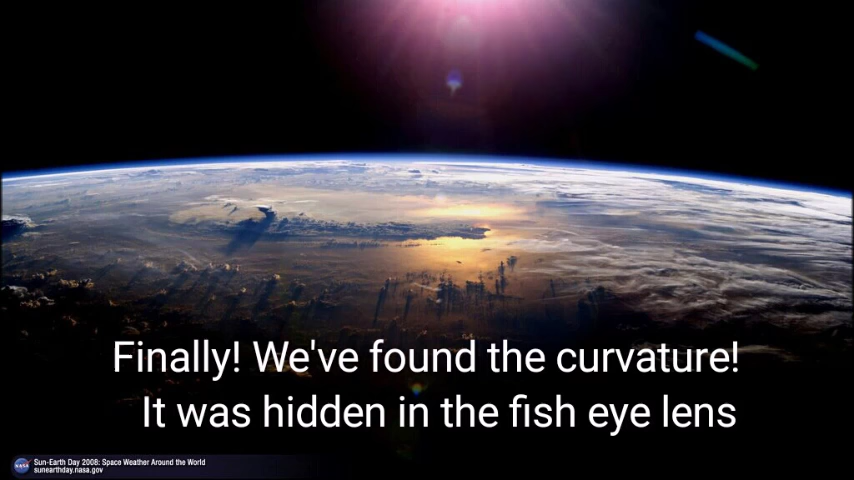 Finally! We've found the curvature!
It was hidden in the fish eye lens
NASA
Sun-Earth Day 2008: Space Weather Around the World
sunearthday.nasa.gov